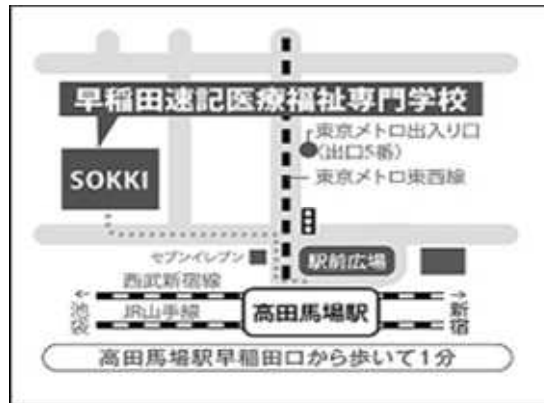 早稲田速記医療福祉専門学校
東京メトロ出入り口
(出口5番)
SOKKI
東京メトロ東西線
セブンイレブン
駅前広場
西武新宿線
池袋
JR山手線
高田馬場駅
新宿
高田馬場駅早稲田口から歩いて1分